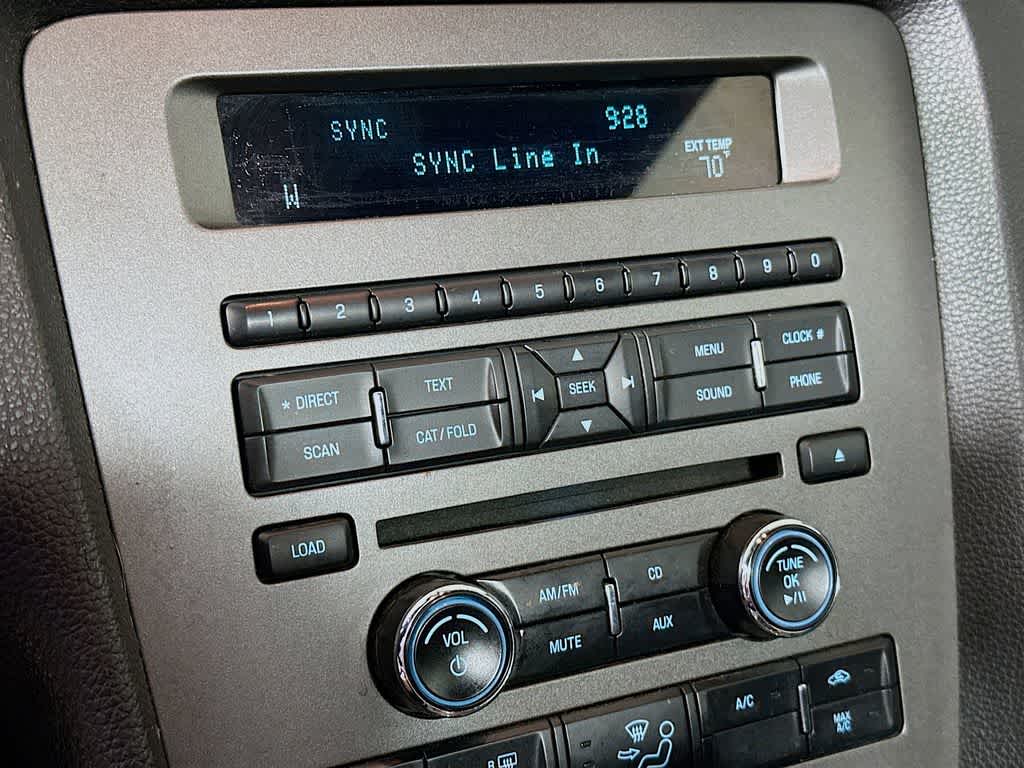 SYNC 9:28
SYNC Line In
EXT TEMP
70°F
W
1 2 3 4 5 6 7 8 9 0
* DIRECT TEXT SEEK MENU CLOCK #
SCAN CAT/FOLD SOUND PHONE
LOAD
AM/FM CD
MUTE AUX
VOL
TUNE
OK
A/C
MAX
A/C
R